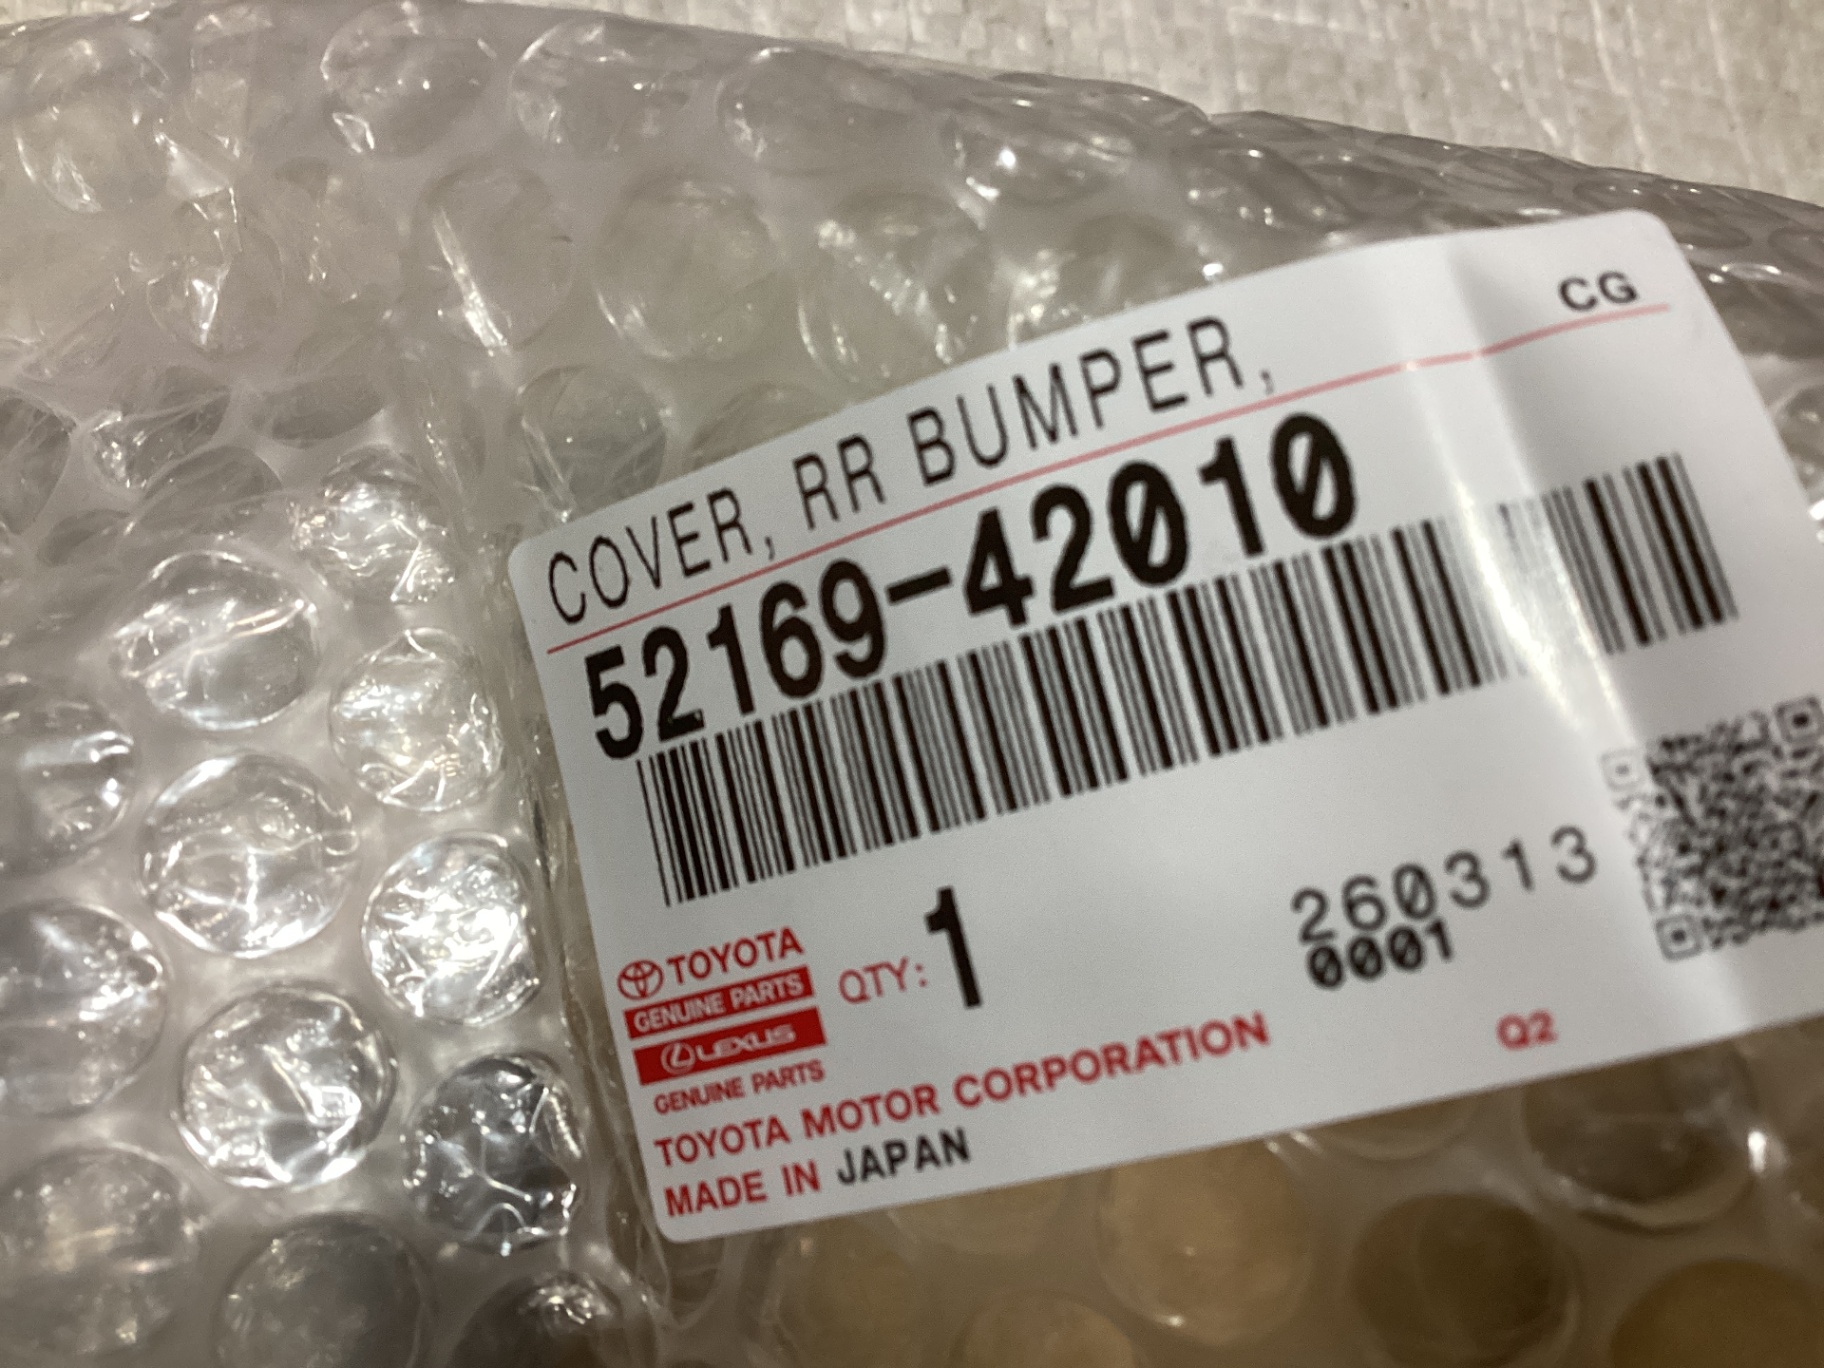 CG
COVER, RR BUMPER,
52169-42010
TOYOTA
GENUINE PARTS
LEXUS
GENUINE PARTS
QTY: 1
260313
0001
TOYOTA MOTOR CORPORATION
Q2
MADE IN JAPAN